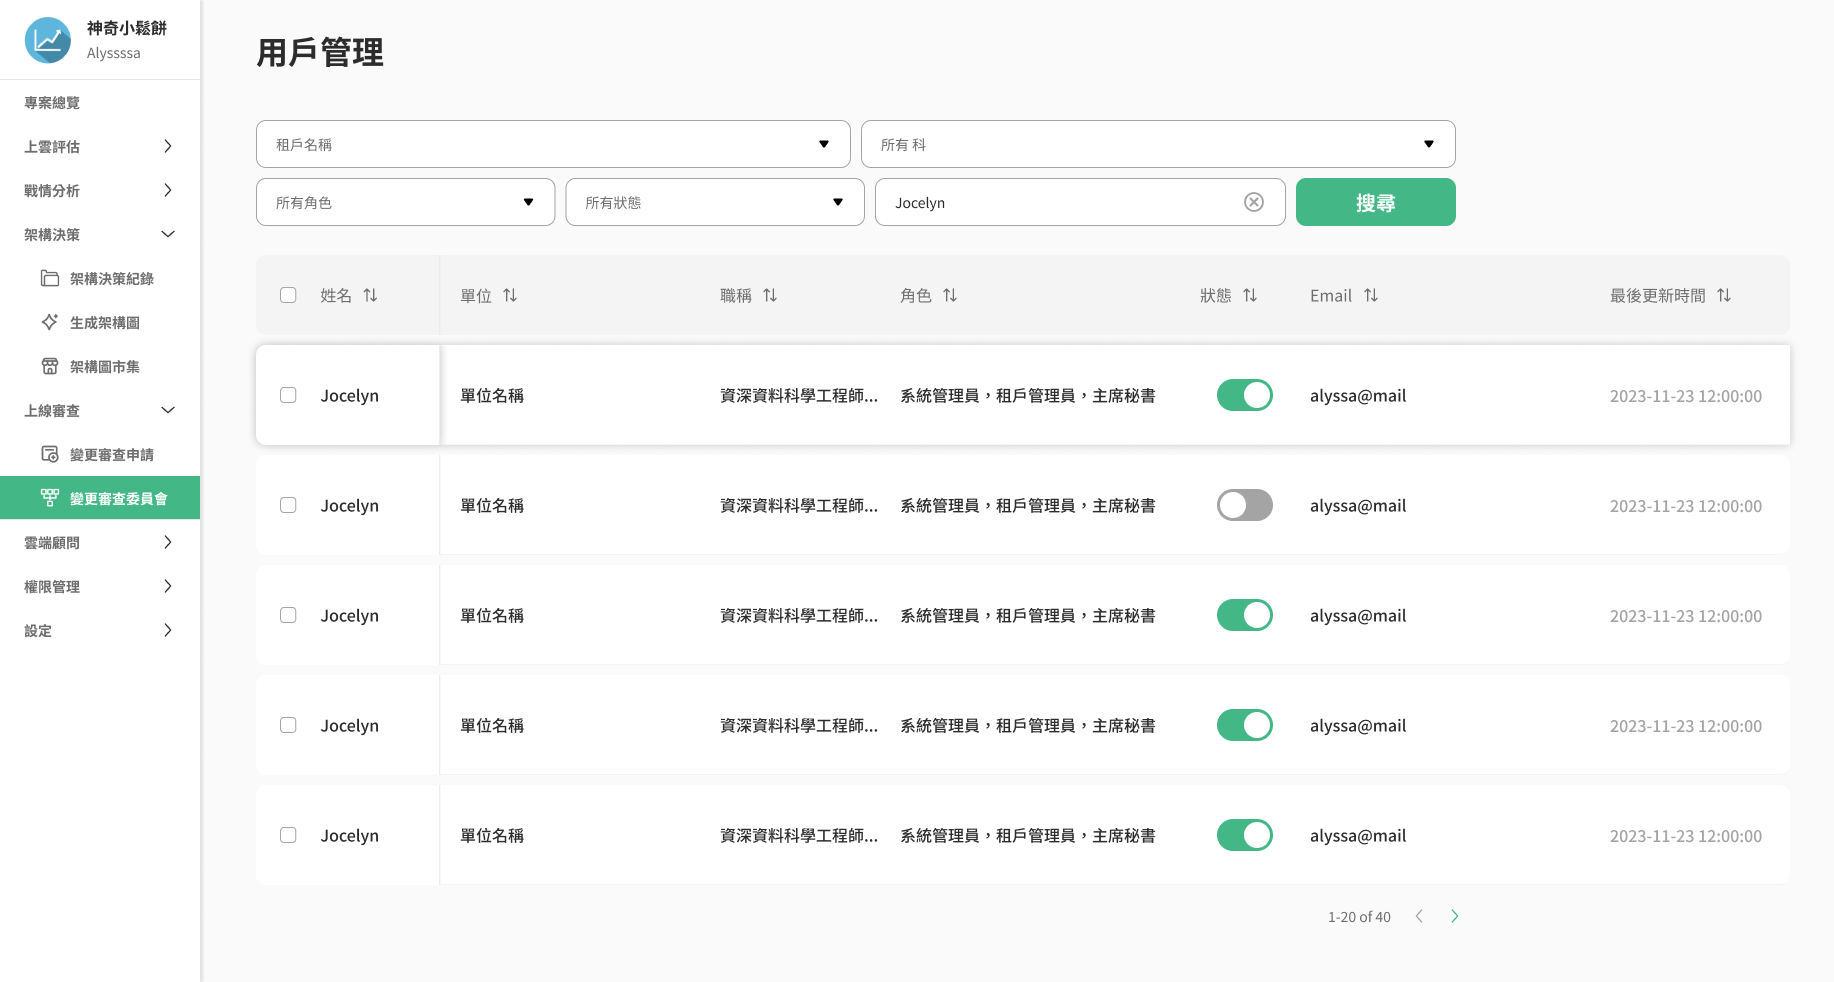 神奇小鬆餅
Alyssssa
專案總覽
上雲評估
戰情分析
架構決策
架構決策紀錄
生成架構圖
架構圖市集
上線審查
變更審查申請
變更審查委員會
雲端顧問
權限管理
設定
用戶管理
租戶名稱
所有 科
所有角色
所有狀態
Jocelyn
搜尋
姓名 單位 職稱 角色 狀態 Email 最後更新時間
Jocelyn 單位名稱 資深資料科學工程師... 系統管理員，租戶管理員，主席秘書 alyssa@mail 2023-11-23 12:00:00
Jocelyn 單位名稱 資深資料科學工程師... 系統管理員，租戶管理員，主席秘書 alyssa@mail 2023-11-23 12:00:00
Jocelyn 單位名稱 資深資料科學工程師... 系統管理員，租戶管理員，主席秘書 alyssa@mail 2023-11-23 12:00:00
Jocelyn 單位名稱 資深資料科學工程師... 系統管理員，租戶管理員，主席秘書 alyssa@mail 2023-11-23 12:00:00
Jocelyn 單位名稱 資深資料科學工程師... 系統管理員，租戶管理員，主席秘書 alyssa@mail 2023-11-23 12:00:00
1-20 of 40